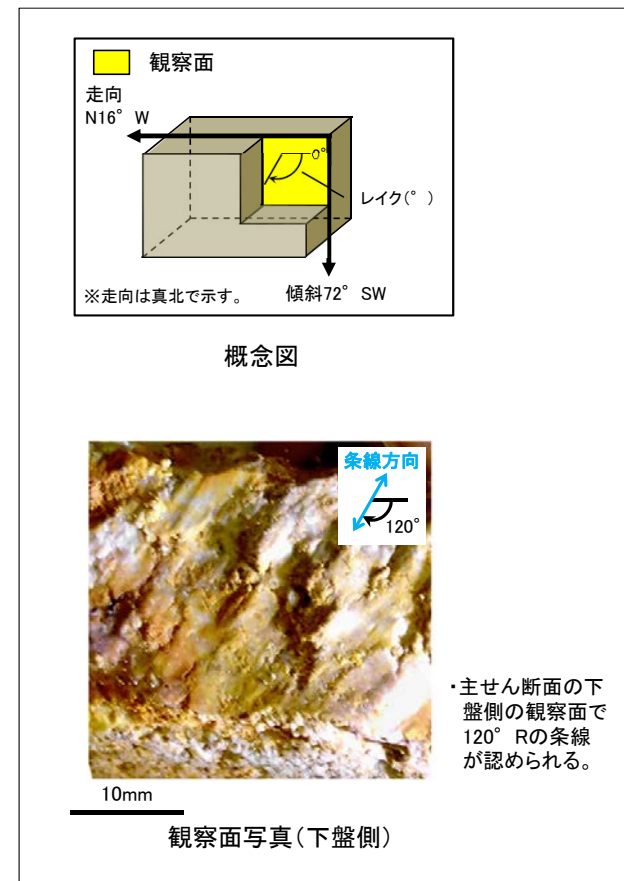 観察面
走向
N16°W
0°
レイク(°)
※走向は真北で示す。
傾斜72°SW
概念図
条線方向
120°
・主せん断面の下
盤側の観察面で
120°Rの条線
が認められる。
10mm
観察面写真(下盤側)